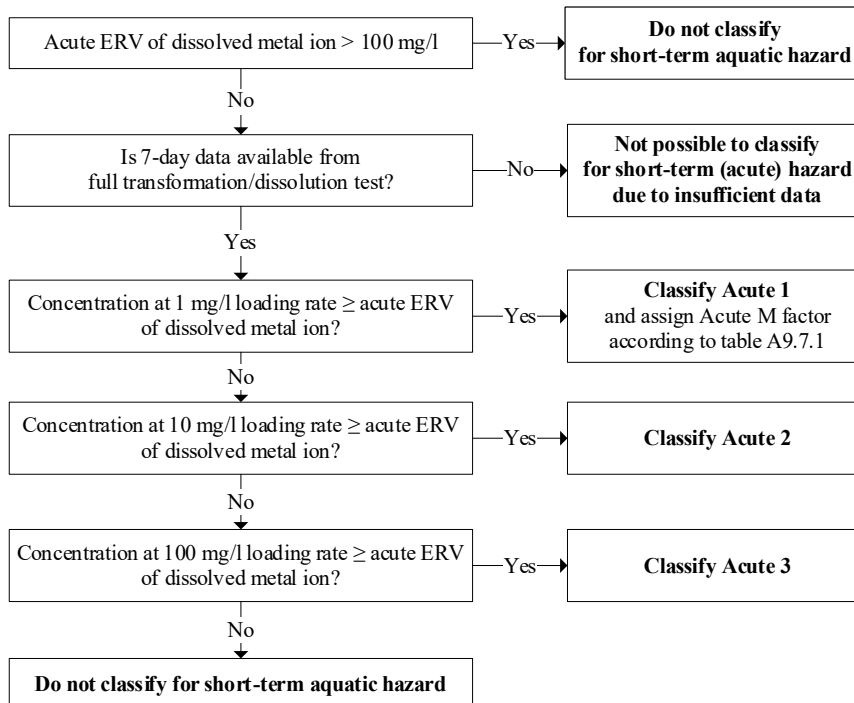 Acute ERV of dissolved metal ion > 100 mg/l
Yes
Do not classify
for short-term aquatic hazard
No
Is 7-day data available from
full transformation/dissolution test?
No
Not possible to classify
for short-term (acute) hazard
due to insufficient data
Yes
Concentration at 1 mg/l loading rate ≥ acute ERV
of dissolved metal ion?
Yes
Classify Acute 1
and assign Acute M factor
according to table A9.7.1
No
Concentration at 10 mg/l loading rate ≥ acute ERV
of dissolved metal ion?
Yes
Classify Acute 2
No
Concentration at 100 mg/l loading rate ≥ acute ERV
of dissolved metal ion?
Yes
Classify Acute 3
No
Do not classify for short-term aquatic hazard